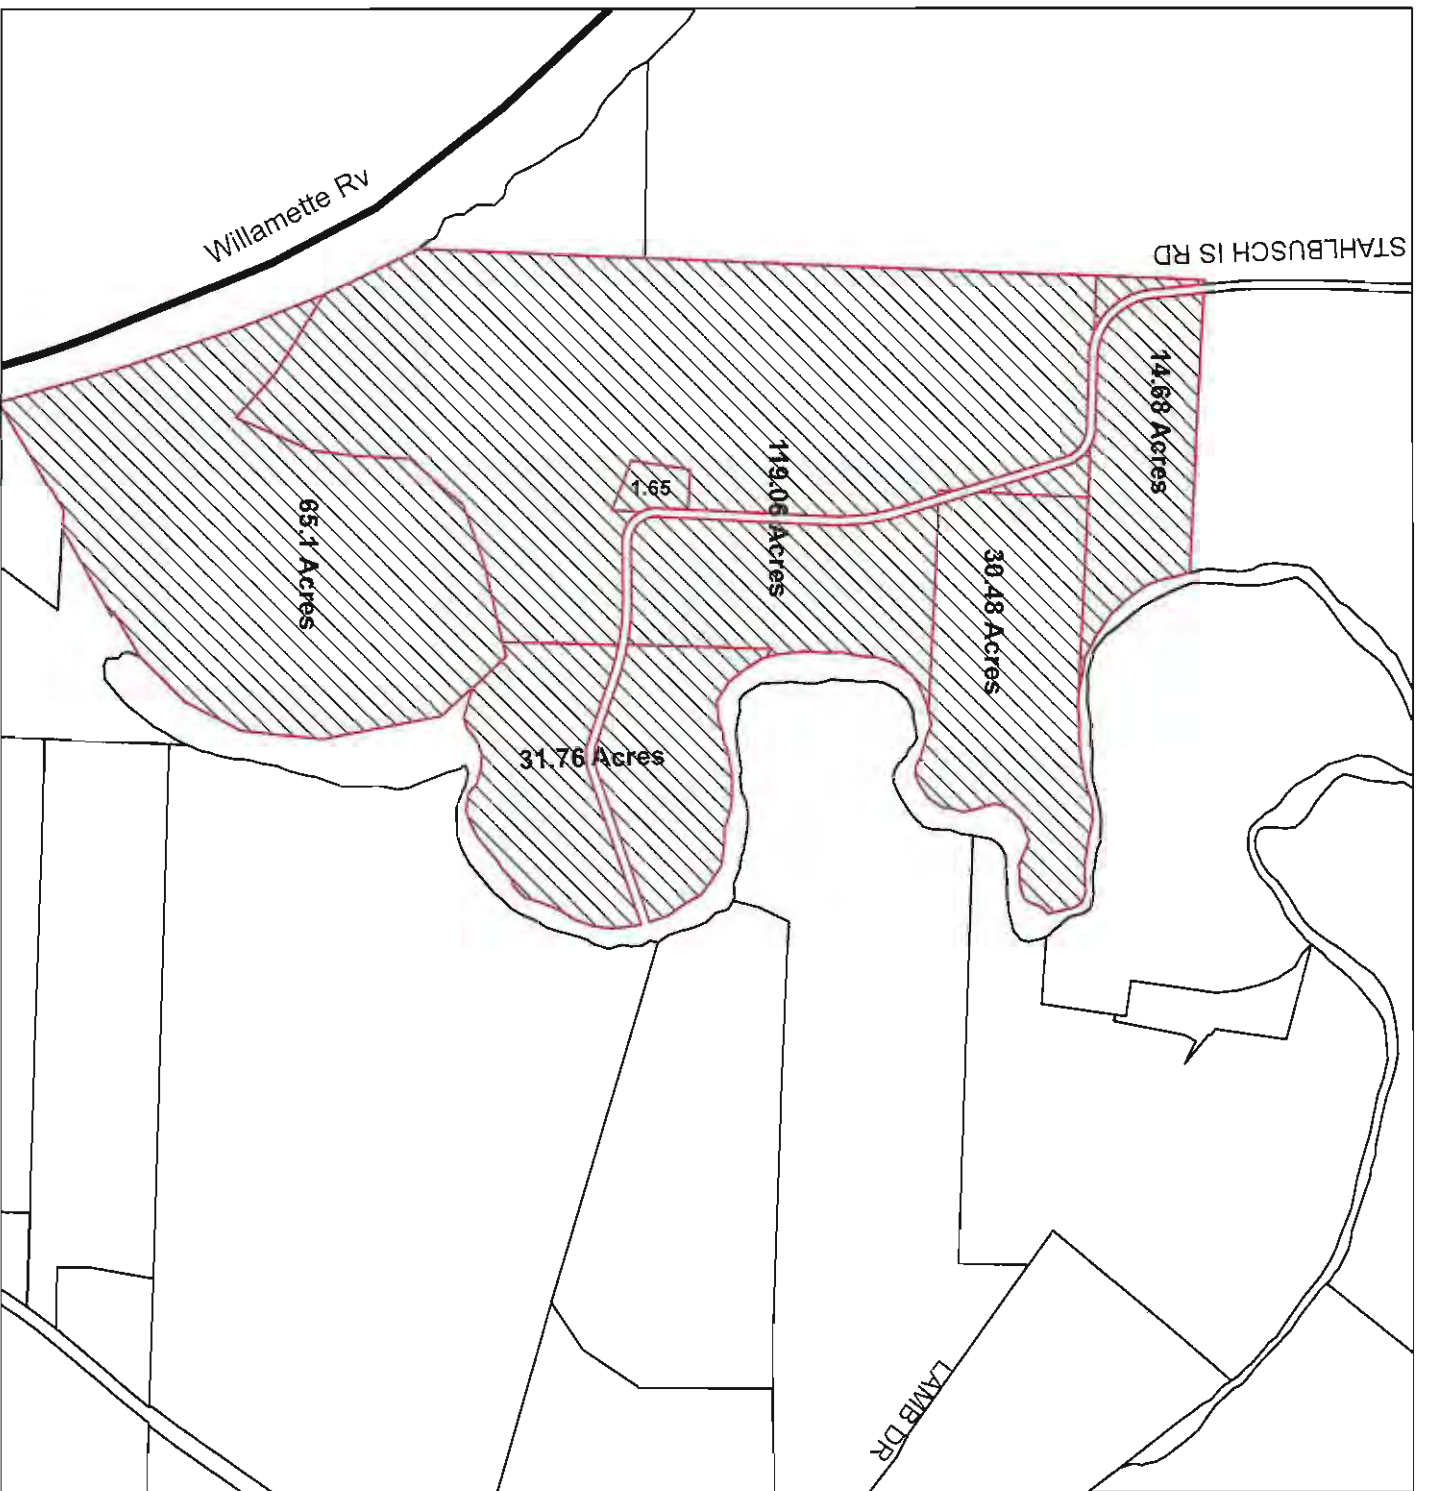 Willamette Rv
STAHLBUSCH IS RD
14.68 Acres
119.06 Acres
1.65
65.1 Acres
30.48 Acres
31.76 Acres
LAMB DR